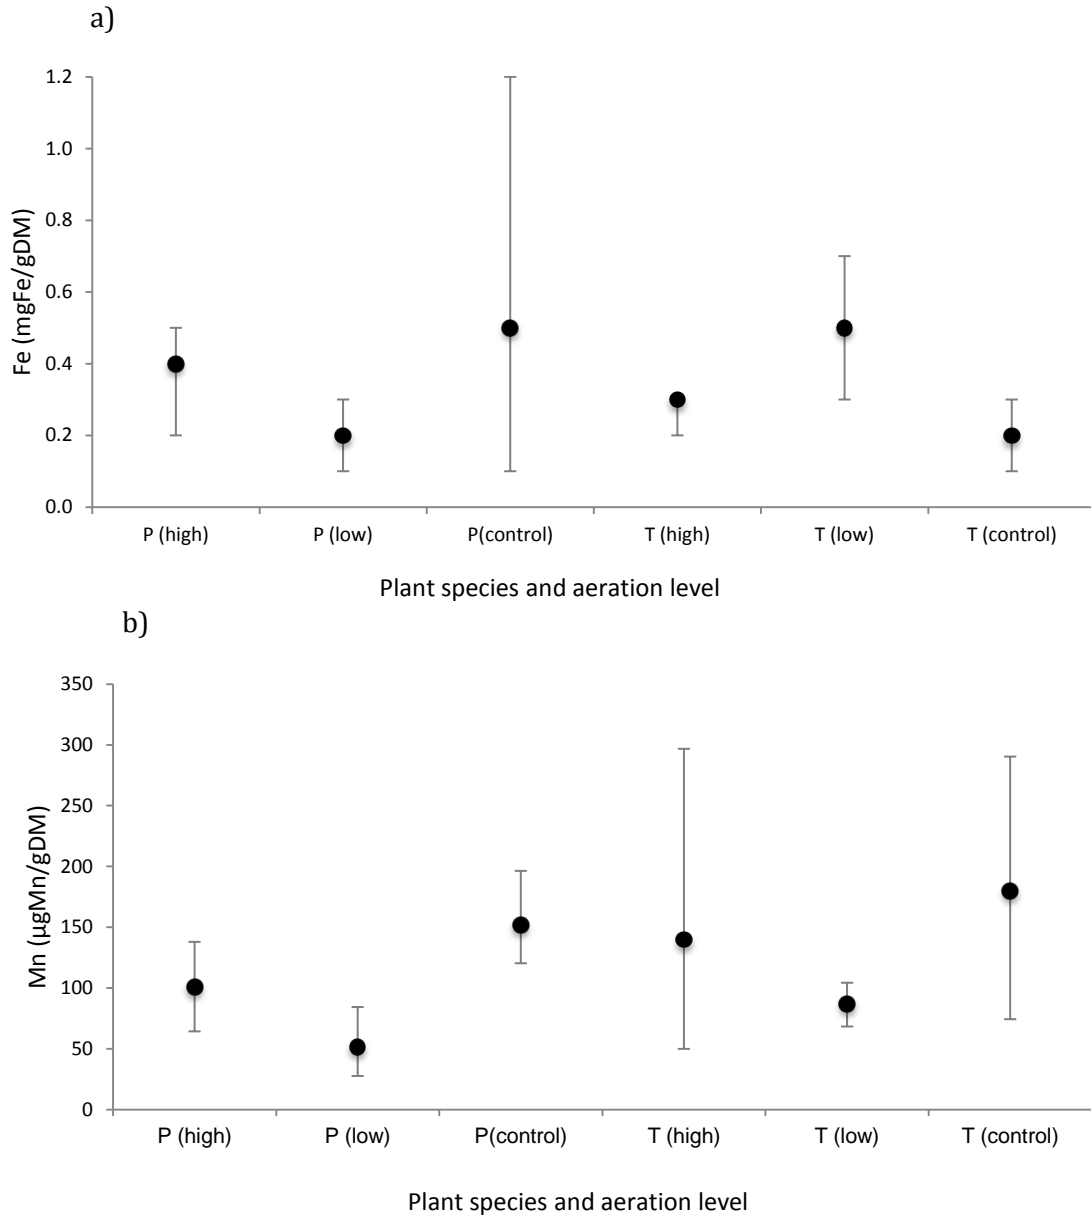 a)
1.2
1.0
0.8
0.6
0.4
0.2
0.0
Fe (mgFe/gDM)
P (high) P (low) P(control) T (high) T (low) T (control)
Plant species and aeration level
b)
350
300
250
200
150
100
50
0
Mn (µgMn/gDM)
P (high) P (low) P(control) T (high) T (low) T (control)
Plant species and aeration level